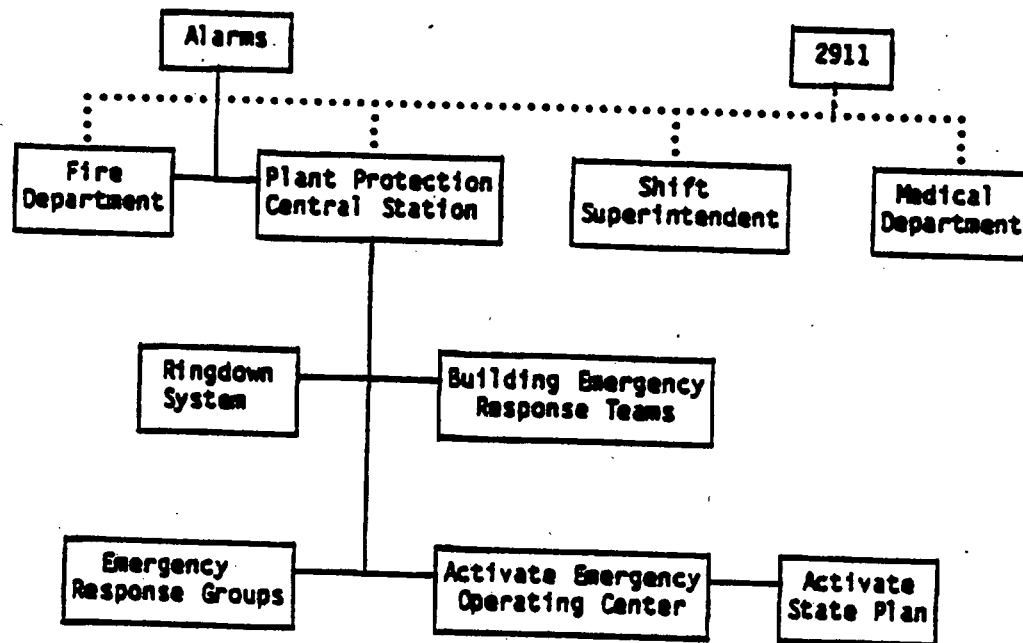 Alarms
2911
Fire
Department
Plant Protection
Central Station
Shift
Superintendent
Medical
Department
Ringdown
System
Building Emergency
Response Teams
Emergency
Response Groups
Activate Emergency
Operating Center
Activate
State Plan